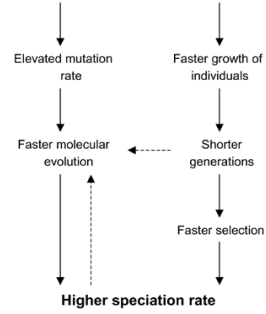 Elevated mutation
rate
Faster growth of
individuals
Faster molecular
evolution
Shorter
generations
Faster selection
Higher speciation rate